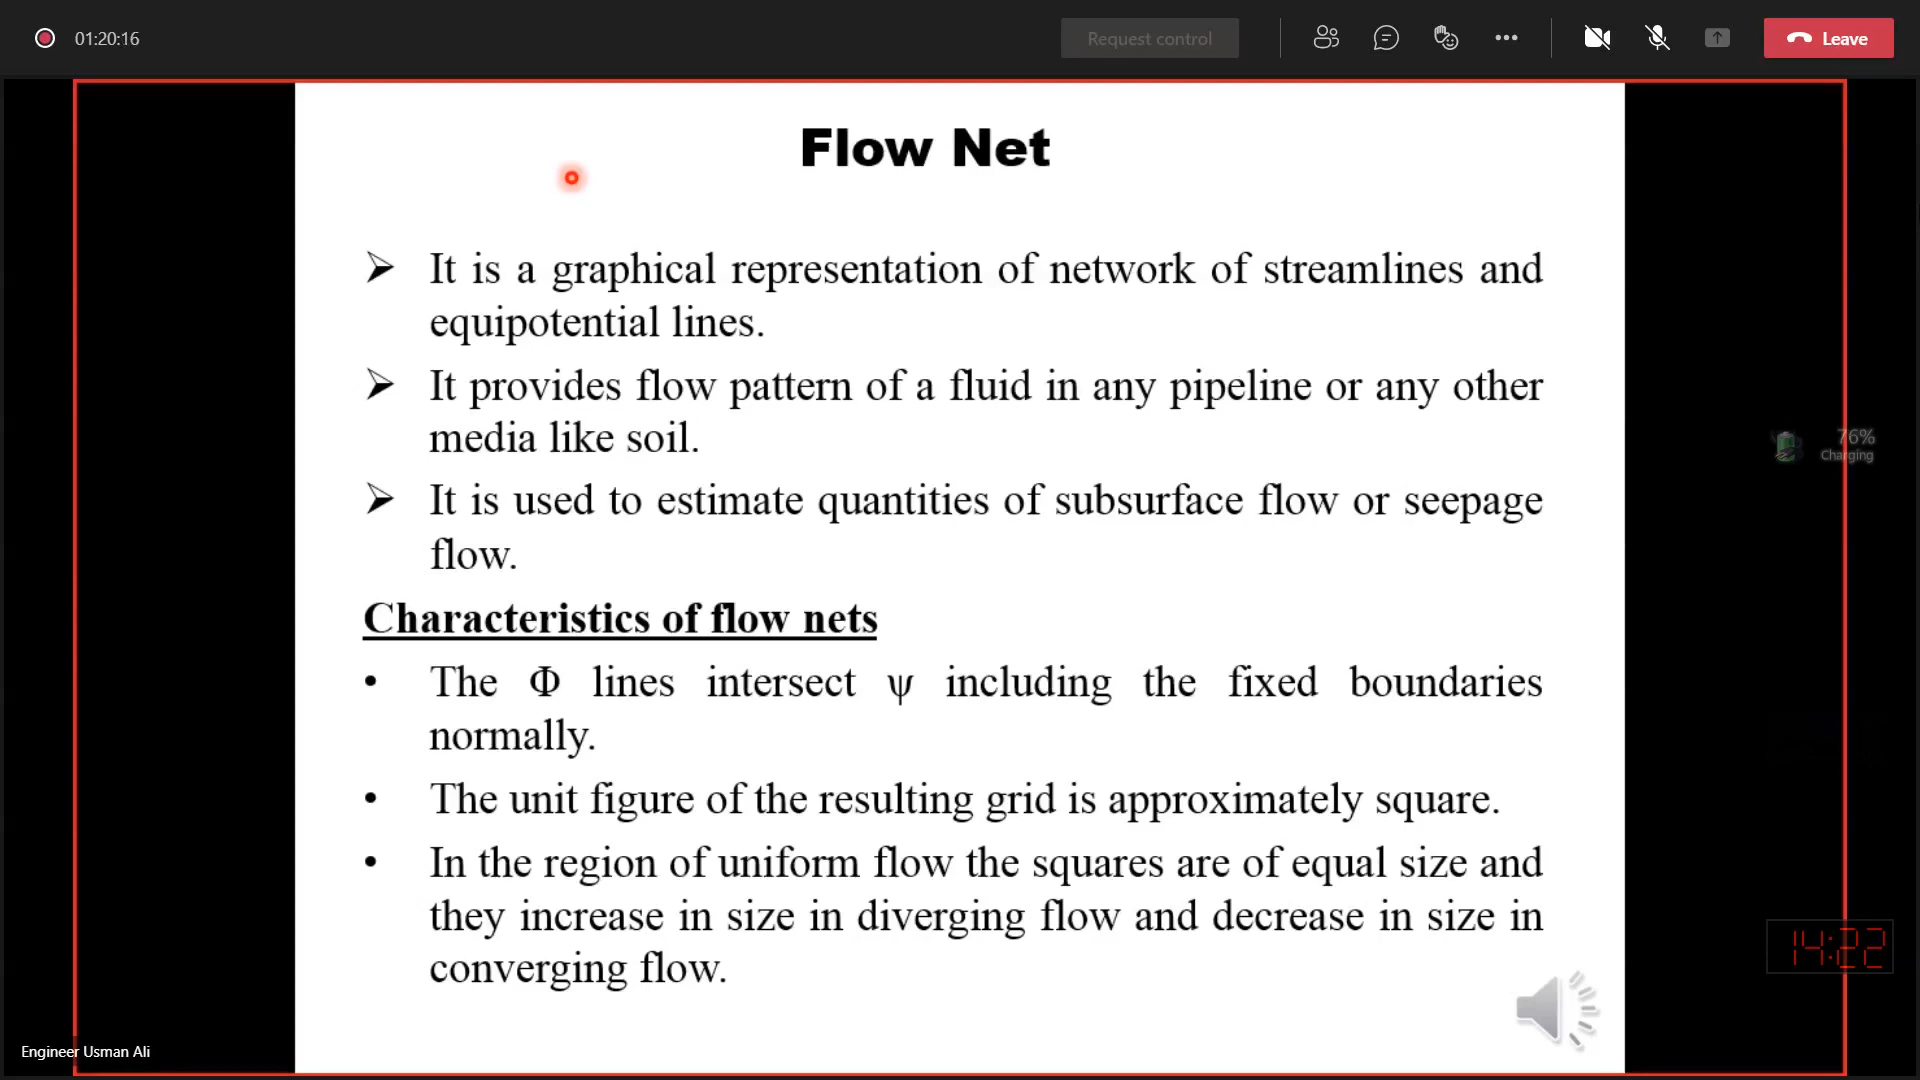 01:20:16
Request control
Leave
Flow Net
➢ It is a graphical representation of network of streamlines and
equipotential lines.
➢ It provides flow pattern of a fluid in any pipeline or any other
media like soil.
➢ It is used to estimate quantities of subsurface flow or seepage
flow.
Characteristics of flow nets
• The Φ lines intersect ψ including the fixed boundaries
normally.
• The unit figure of the resulting grid is approximately square.
• In the region of uniform flow the squares are of equal size and
they increase in size in diverging flow and decrease in size in
converging flow.
76%
Charging
14:22
Engineer Usman Ali